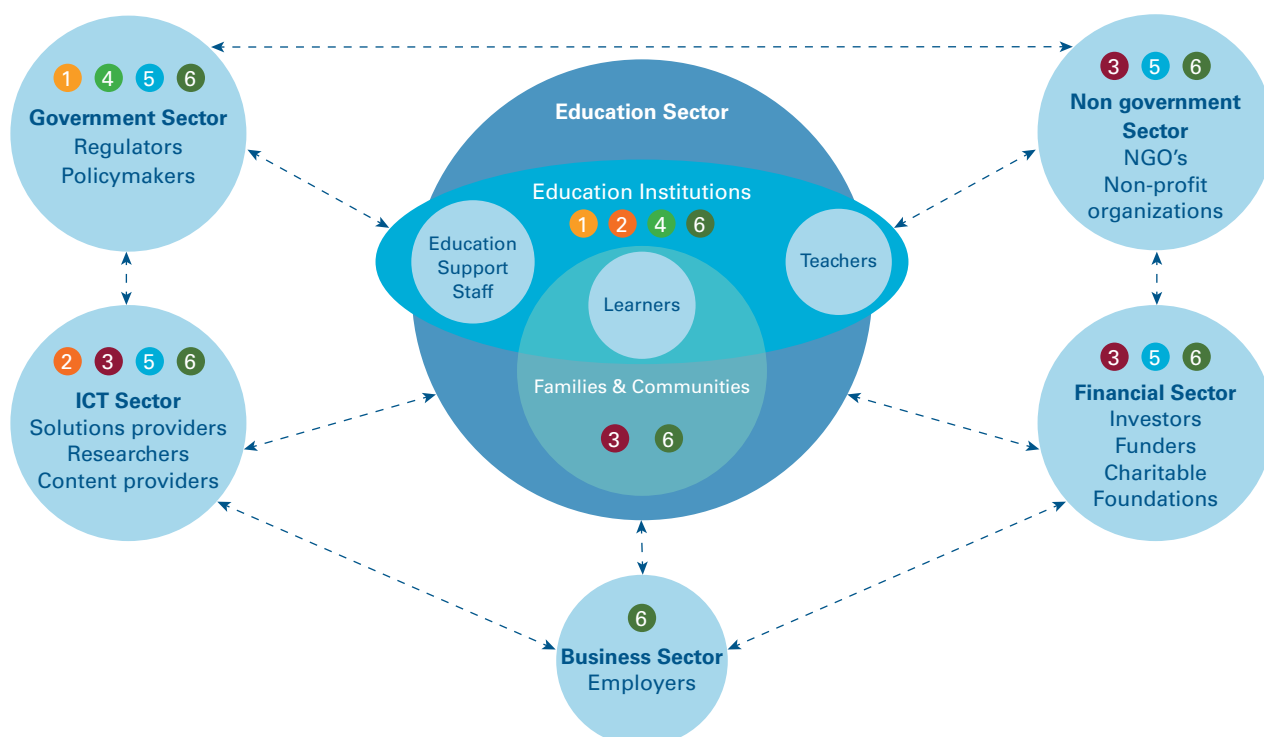 1 4 5 6
Government Sector
Regulators
Policymakers
3 5 6
Non government
Sector
NGO's
Non-profit
organizations
Education Sector
Education Institutions
1 2 4 6
Education
Support
Staff
Learners
Teachers
Families & Communities
3 6
2 3 5 6
ICT Sector
Solutions providers
Researchers
Content providers
3 5 6
Financial Sector
Investors
Funders
Charitable
Foundations
6
Business Sector
Employers